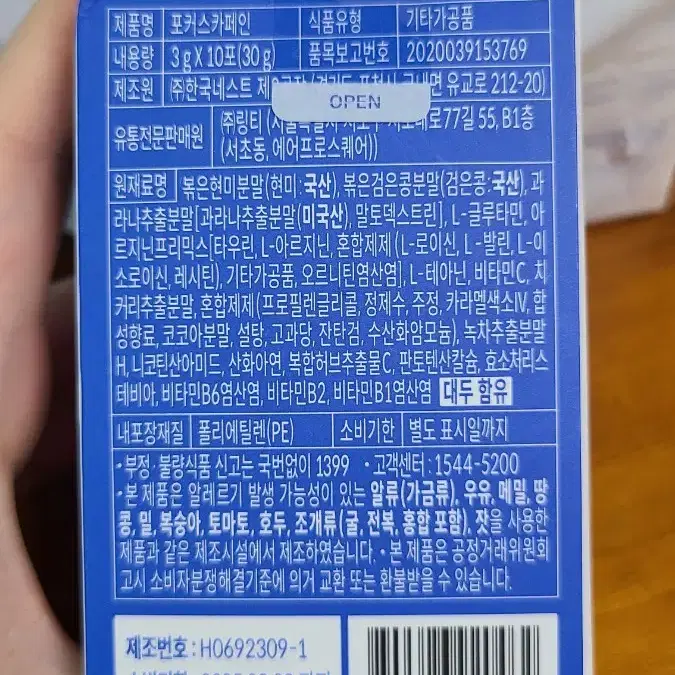 제품명 포커스카페인 식품유형 기타가공품
내용량 3 g X 10포(30 g) 품목보고번호 2020039153769
제조원 ㈜한국네스트 유교로 212-20)
OPEN
유통전문판매원 ㈜링티 77길 55, B1층
(서초동, 에어프로스퀘어))
원재료명 볶은현미분말(현미:국산), 볶은검은콩분말(검은콩:국산), 과
라나추출분말[과라나추출분말(미국산), 말토덱스트린], L-글루타민, 아
르지닌프리믹스[타우린, L-아르지닌, 혼합제제(L-로이신, L-발린, L-이
소로이신, 레시틴), 기타가공품, 오르니틴염산염], L-테아닌, 비타민C, 치
커리추출분말, 혼합제제(프로필렌글리콜, 정제수, 주정, 카라멜색소Ⅳ, 합
성향료, 코코아분말, 설탕, 고과당, 잔탄검, 수산화암모늄), 녹차추출분말
H, 니코틴산아미드, 산화아연, 복합허브추출물C, 판토텐산칼슘, 효소처리스
테비아, 비타민B6염산염, 비타민B2, 비타민B1염산염 대두 함유
내포장재질 폴리에틸렌(PE) 소비기한 별도 표시일까지
•부정·불량식품 신고는 국번없이 1399 •고객센터:1544-5200
•본 제품은 알레르기 발생 가능성이 있는 알류(가금류), 우유, 메밀, 땅
콩, 밀, 복숭아, 토마토, 호두, 조개류(굴, 전복, 홍합 포함), 잣을 사용한
제품과 같은 제조시설에서 제조하였습니다. •본 제품은 공정거래위원회
고시 소비자분쟁해결기준에 의거 교환 또는 환불받을 수 있습니다.
제조번호 : H0692309-1